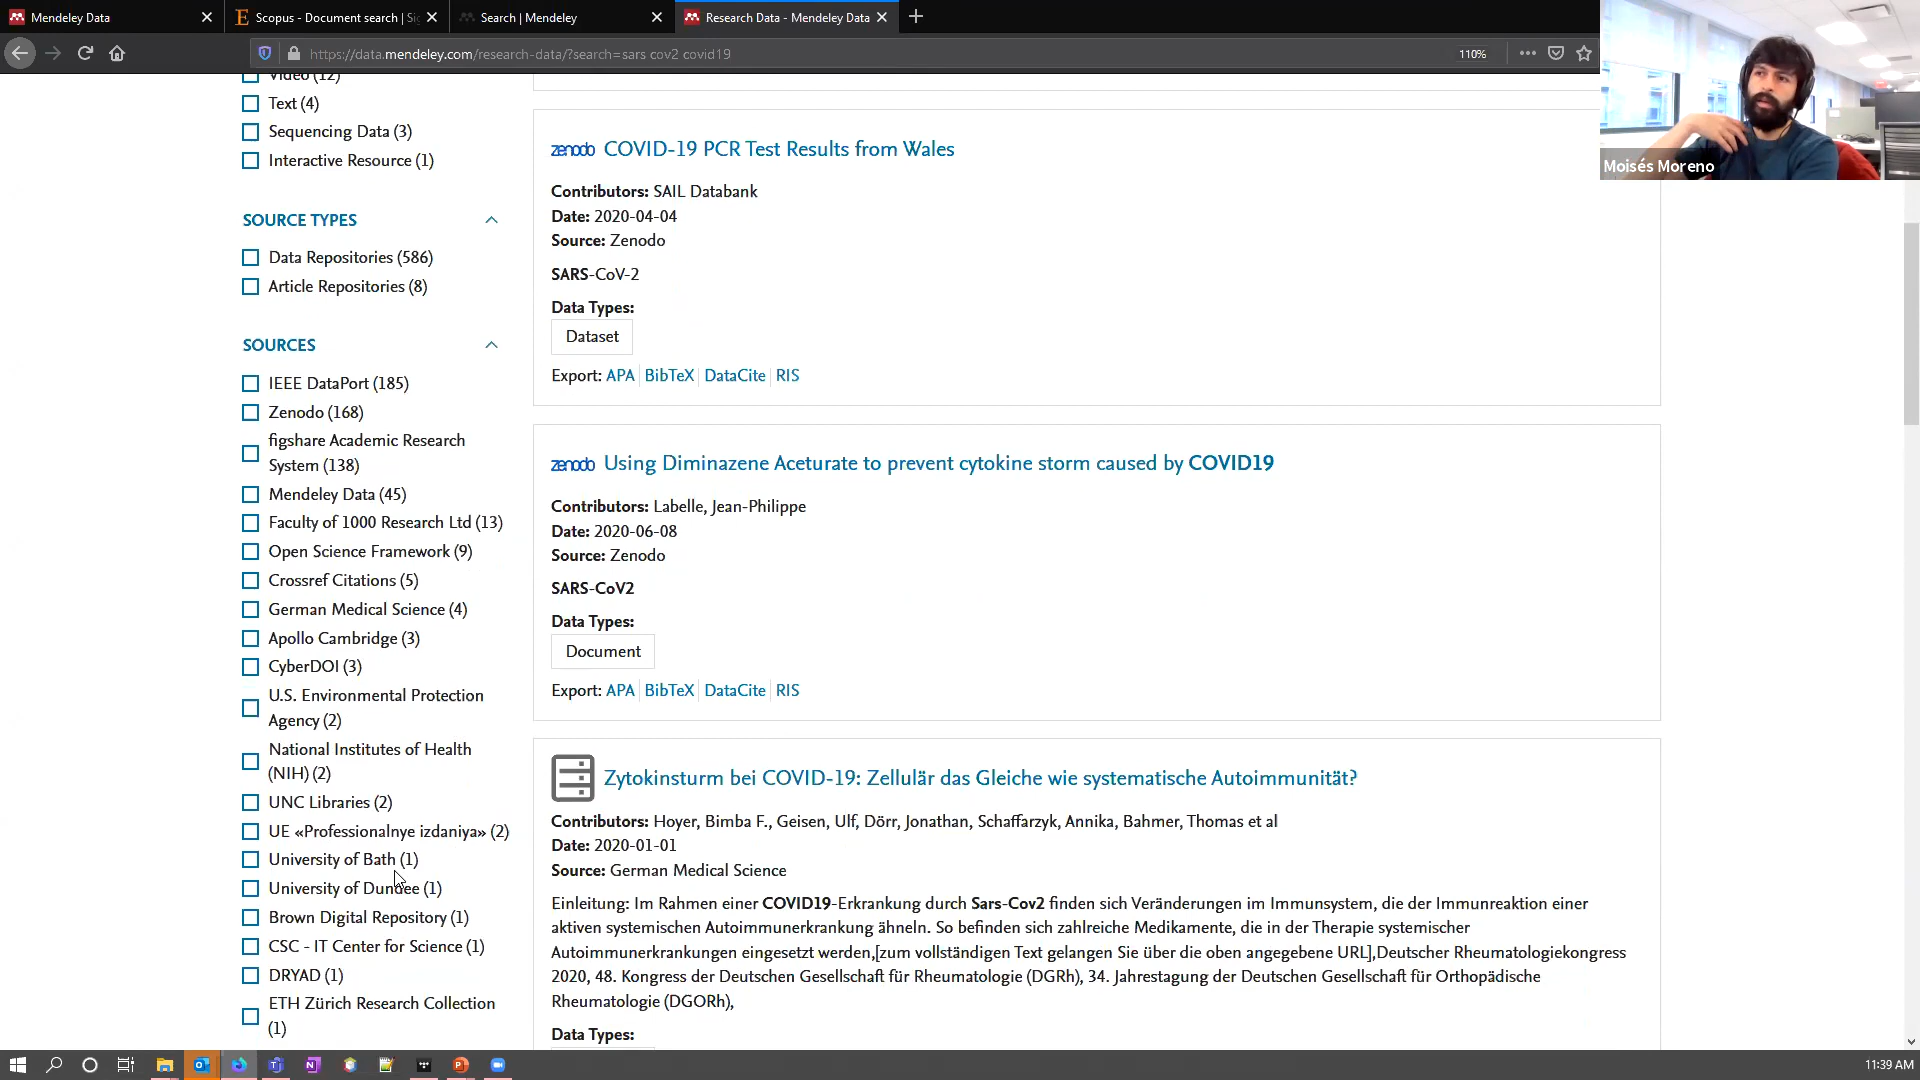 Mendeley Data
Scopus - Document search |
Search | Mendeley
Research Data - Mendeley Data
https://data.mendeley.com/research-data/?search=sars cov2 covid19
110%
Moisés Moreno
Video (12)
Text (4)
Sequencing Data (3)
Interactive Resource (1)
SOURCE TYPES
Data Repositories (586)
Article Repositories (8)
SOURCES
IEEE DataPort (185)
Zenodo (168)
figshare Academic Research
System (138)
Mendeley Data (45)
Faculty of 1000 Research Ltd (13)
Open Science Framework (9)
Crossref Citations (5)
German Medical Science (4)
Apollo Cambridge (3)
CyberDOI (3)
U.S. Environmental Protection
Agency (2)
National Institutes of Health
(NIH) (2)
UNC Libraries (2)
UE «Professionalnye izdaniya» (2)
University of Bath (1)
University of Dundee (1)
Brown Digital Repository (1)
CSC - IT Center for Science (1)
DRYAD (1)
ETH Zürich Research Collection
(1)
zenodo COVID-19 PCR Test Results from Wales
Contributors: SAIL Databank
Date: 2020-04-04
Source: Zenodo
SARS-CoV-2
Data Types:
Dataset
Export: APA BibTeX DataCite RIS
zenodo Using Diminazene Aceturate to prevent cytokine storm caused by COVID19
Contributors: Labelle, Jean-Philippe
Date: 2020-06-08
Source: Zenodo
SARS-CoV2
Data Types:
Document
Export: APA BibTeX DataCite RIS
Zytokinsturm bei COVID-19: Zellulär das Gleiche wie systematische Autoimmunität?
Contributors: Hoyer, Bimba F., Geisen, Ulf, Dörr, Jonathan, Schaffarzyk, Annika, Bahmer, Thomas et al
Date: 2020-01-01
Source: German Medical Science
Einleitung: Im Rahmen einer COVID19-Erkrankung durch Sars-Cov2 finden sich Veränderungen im Immunsystem, die der Immunreaktion einer
aktiven systemischen Autoimmunerkrankung ähneln. So befinden sich zahlreiche Medikamente, die in der Therapie systemischer
Autoimmunerkrankungen eingesetzt werden,[zum vollständigen Text gelangen Sie über die oben angegebene URL],Deutscher Rheumatologiekongress
2020, 48. Kongress der Deutschen Gesellschaft für Rheumatologie (DGRh), 34. Jahrestagung der Deutschen Gesellschaft für Orthopädische
Rheumatologie (DGORh),
Data Types:
11:39 AM